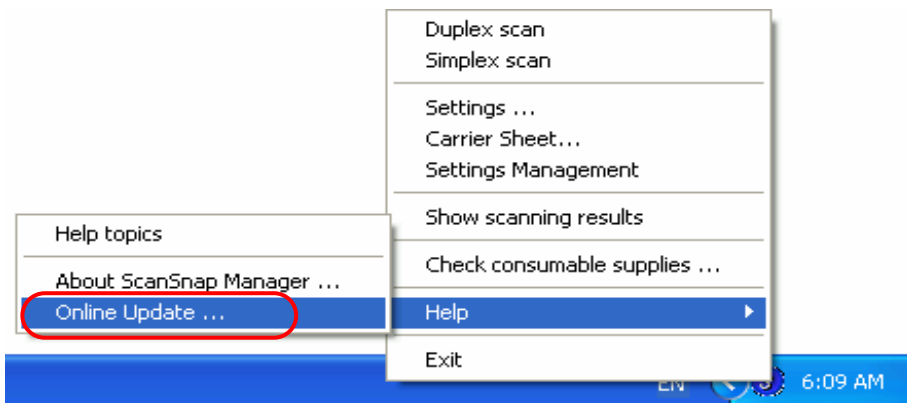 Duplex scan
Simplex scan
Settings ...
Carrier Sheet...
Settings Management
Show scanning results
Check consumable supplies ...
Help
Exit
Help topics
About ScanSnap Manager ...
Online Update ...
EN
6:09 AM